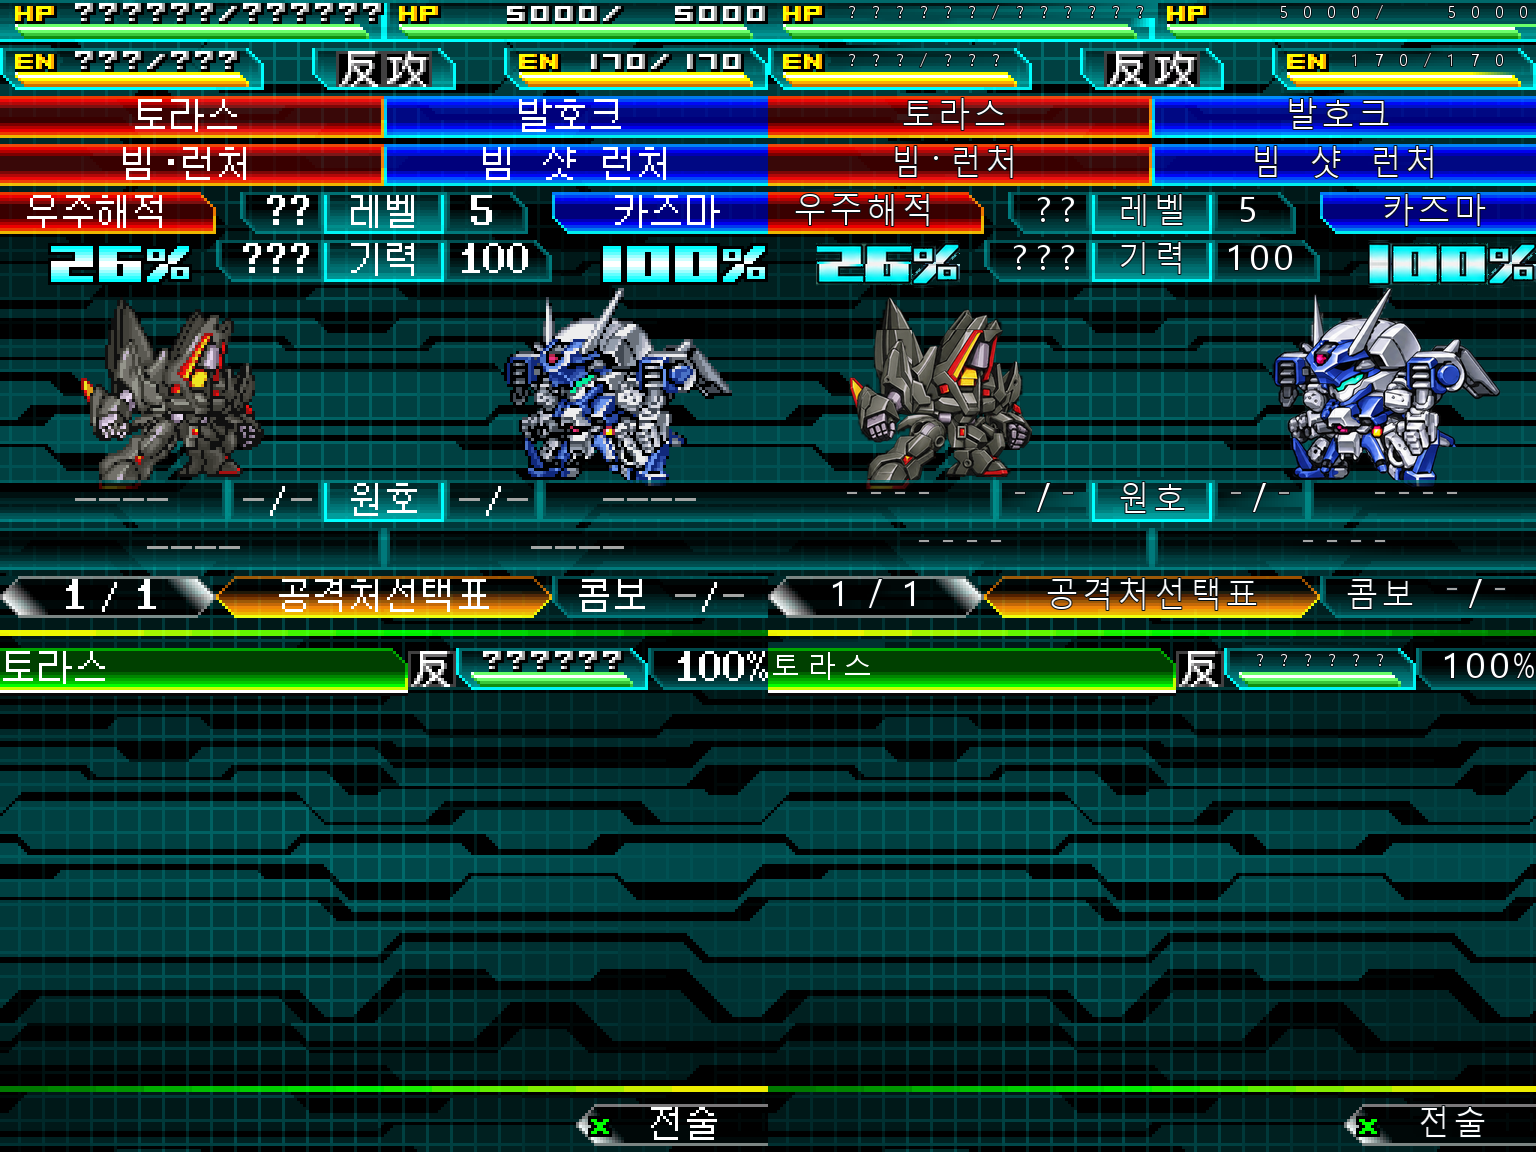 HP ??????/?????? HP 5000/ 5000 HP ??????/?????? HP 5000/ 5000
EN ???/??? 反攻 EN 170/170 EN ???/??? 反攻 EN 170/170
토라스 발호크 토라스 발호크
빔·런처 빔 샷 런처 빔·런처 빔 샷 런처
우주해적 ?? 레벨 5 카즈마 우주해적 ?? 레벨 5 카즈마
26% ??? 기력 100 100% 26% ??? 기력 100 100%
---- -/- 원호 -/- ---- ---- -/- 원호 -/- ----
---- ---- ---- ----
1/1 공격처선택표 콤보 -/- 1/1 공격처선택표 콤보 -/-
토라스 反 ?????? 100% 토라스 反 ?????? 100%
x 전술 x 전술